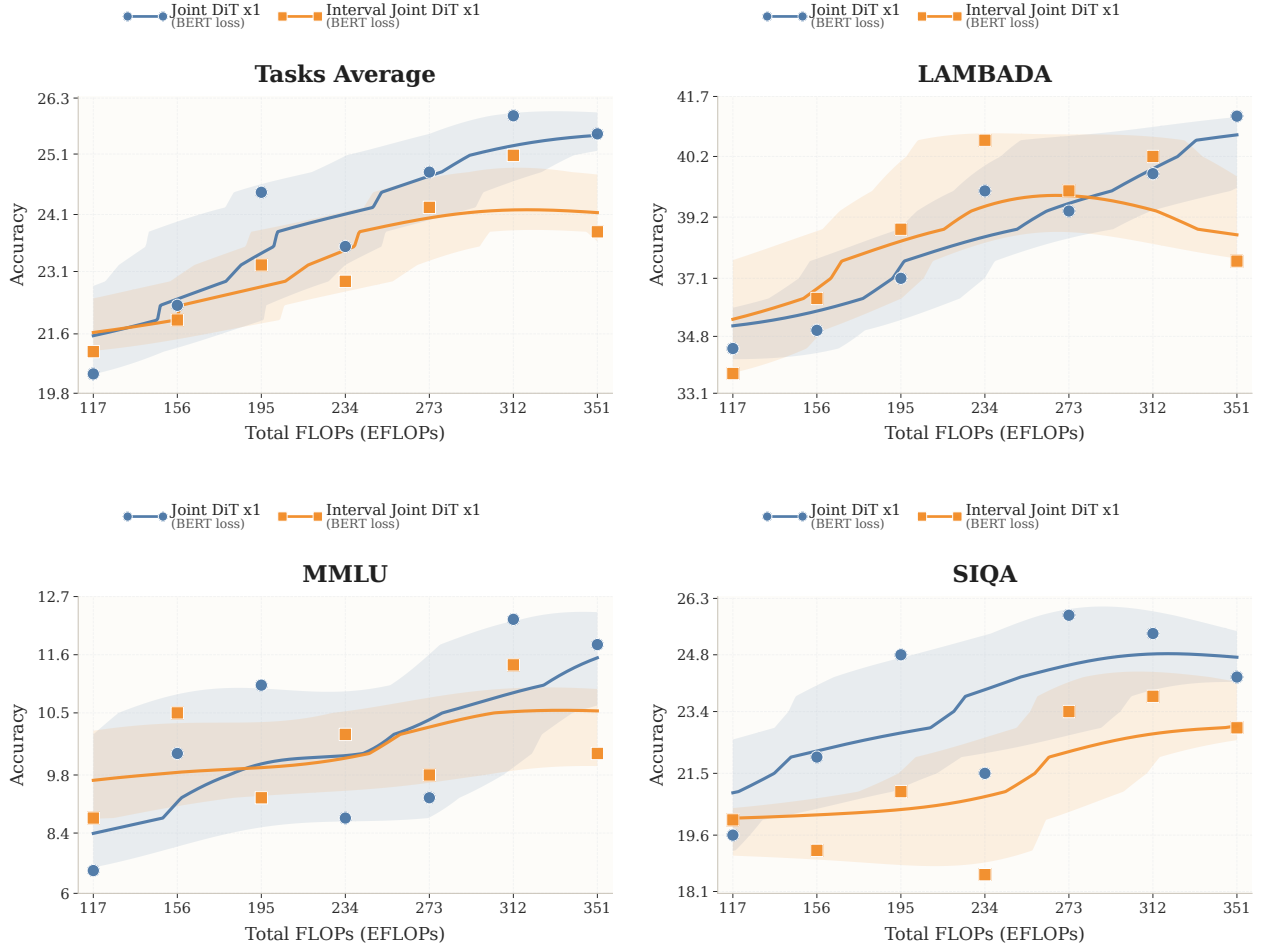 Joint DiT x1
(BERT loss)
Interval Joint DiT x1
(BERT loss)
Tasks Average
26.3
25.1
24.1
23.1
21.6
19.8
Accuracy
117 156 195 234 273 312 351
Total FLOPs (EFLOPs)
Joint DiT x1
(BERT loss)
Interval Joint DiT x1
(BERT loss)
LAMBADA
41.7
40.2
39.2
37.1
34.8
33.1
Accuracy
117 156 195 234 273 312 351
Total FLOPs (EFLOPs)
Joint DiT x1
(BERT loss)
Interval Joint DiT x1
(BERT loss)
MMLU
12.7
11.6
10.5
9.8
8.4
6
Accuracy
117 156 195 234 273 312 351
Total FLOPs (EFLOPs)
Joint DiT x1
(BERT loss)
Interval Joint DiT x1
(BERT loss)
SIQA
26.3
24.8
23.4
21.5
19.6
18.1
Accuracy
117 156 195 234 273 312 351
Total FLOPs (EFLOPs)